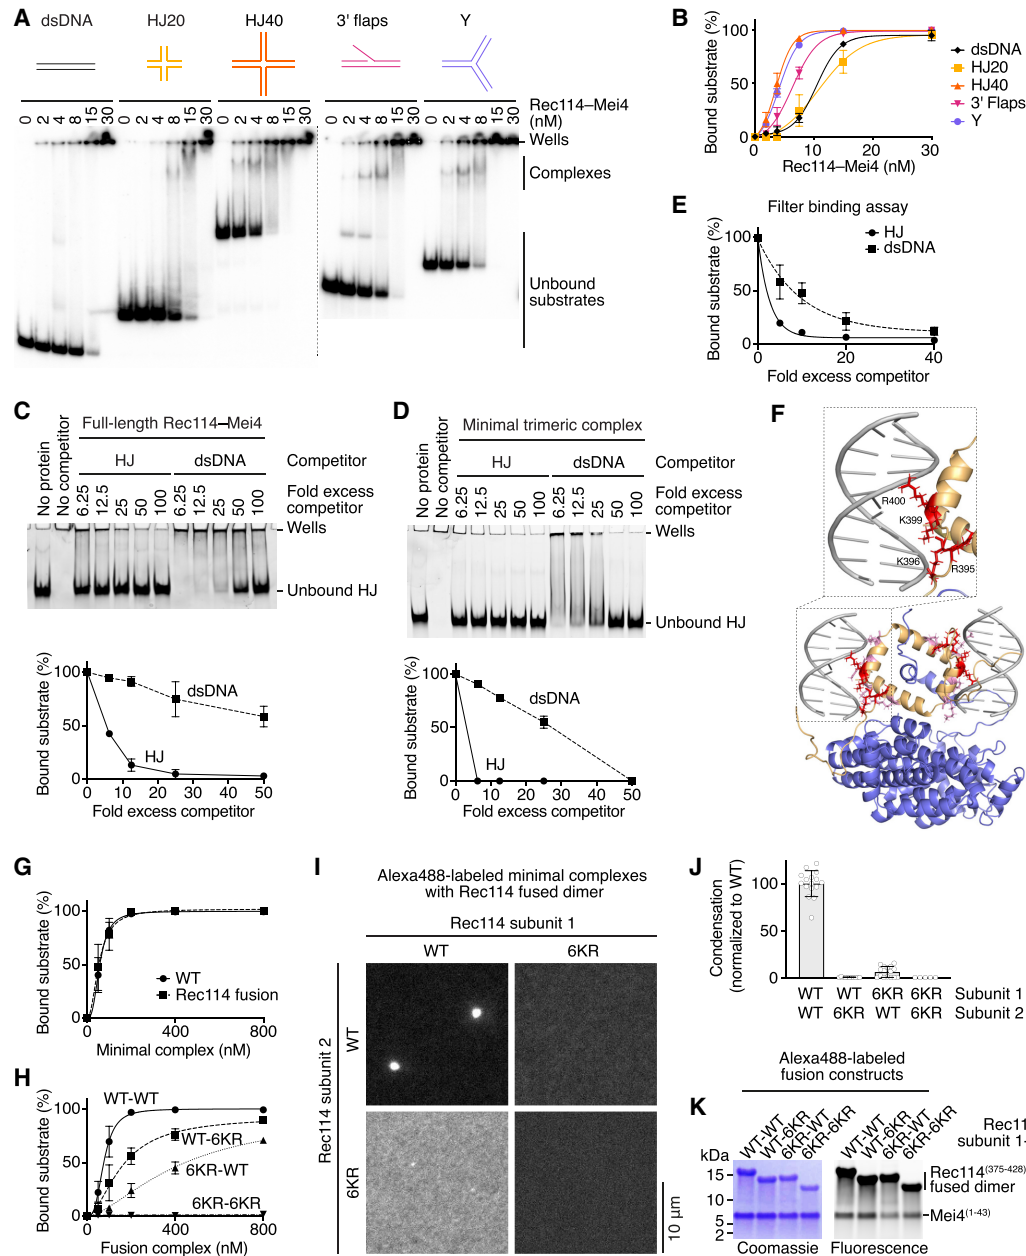 A
dsDNA HJ20 HJ40 3' flaps Y
0 2 4 8 15 30 0 2 4 8 15 30 0 2 4 8 15 30 0 2 4 8 15 30 0 2 4 8 15 30
Rec114–Mei4
(nM)
Wells
Complexes
Unbound
substrates
B
Bound substrate (%)
100
50
0
0 10 20 30
Rec114–Mei4 (nM)
dsDNA
HJ20
HJ40
3' Flaps
Y
E
Filter binding assay
Bound substrate (%)
100
50
0
0 20 40
Fold excess competitor
HJ
dsDNA
C
Full-length Rec114–Mei4
No protein
No competitor
HJ dsDNA
Competitor
6.25 12.5 25 50 100 6.25 12.5 25 50 100
Fold excess
competitor
Wells
Unbound HJ
Bound substrate (%)
100
50
0
dsDNA
HJ
0 10 20 30 40 50
Fold excess competitor
D
Minimal trimeric complex
No protein
No competitor
HJ dsDNA
Competitor
6.25 12.5 25 50 100 6.25 12.5 25 50 100
Fold excess
competitor
Wells
Unbound HJ
Bound substrate (%)
100
50
0
dsDNA
HJ
0 10 20 30 40 50
Fold excess competitor
F
R400
K399
K396
R395
G
Bound substrate (%)
100
50
0
WT
Rec114 fusion
0 400 800
Minimal complex (nM)
H
Bound substrate (%)
100
50
0
WT-WT
WT-6KR
6KR-WT
6KR-6KR
0 400 800
Fusion complex (nM)
I
Alexa488-labeled minimal complexes
with Rec114 fused dimer
Rec114 subunit 1
WT 6KR
Rec114 subunit 2
WT
6KR
10 µm
J
Condensation
(normalized to WT)
100
50
0
WT WT 6KR 6KR Subunit 1
WT 6KR WT 6KR Subunit 2
K
Alexa488-labeled
fusion constructs
WT-WT WT-6KR 6KR-WT 6KR-6KR WT-WT WT-6KR 6KR-WT 6KR-6KR
Rec11
subunit 1-
kDa
15
10
5
2
Rec114(375-428)
fused dimer
Mei4(1-43)
Coomassie Fluorescence